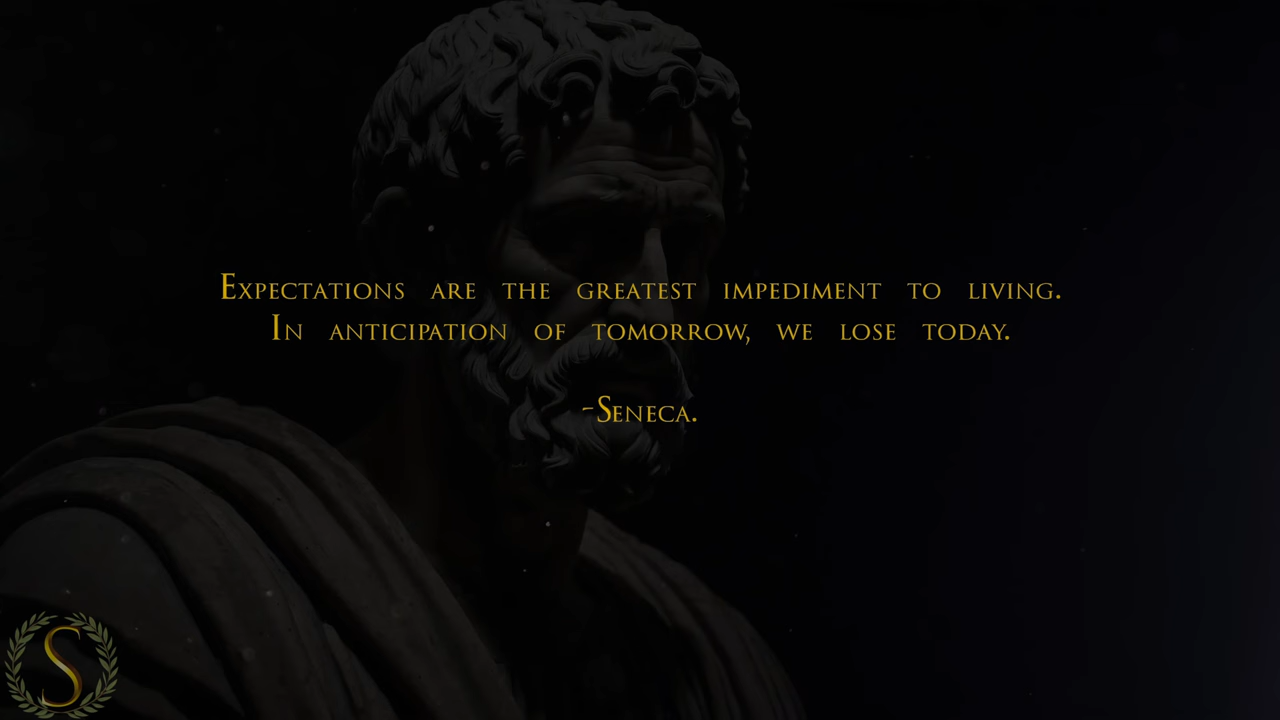 Expectations are the greatest impediment to living.
In anticipation of tomorrow, we lose today.
-Seneca.
S